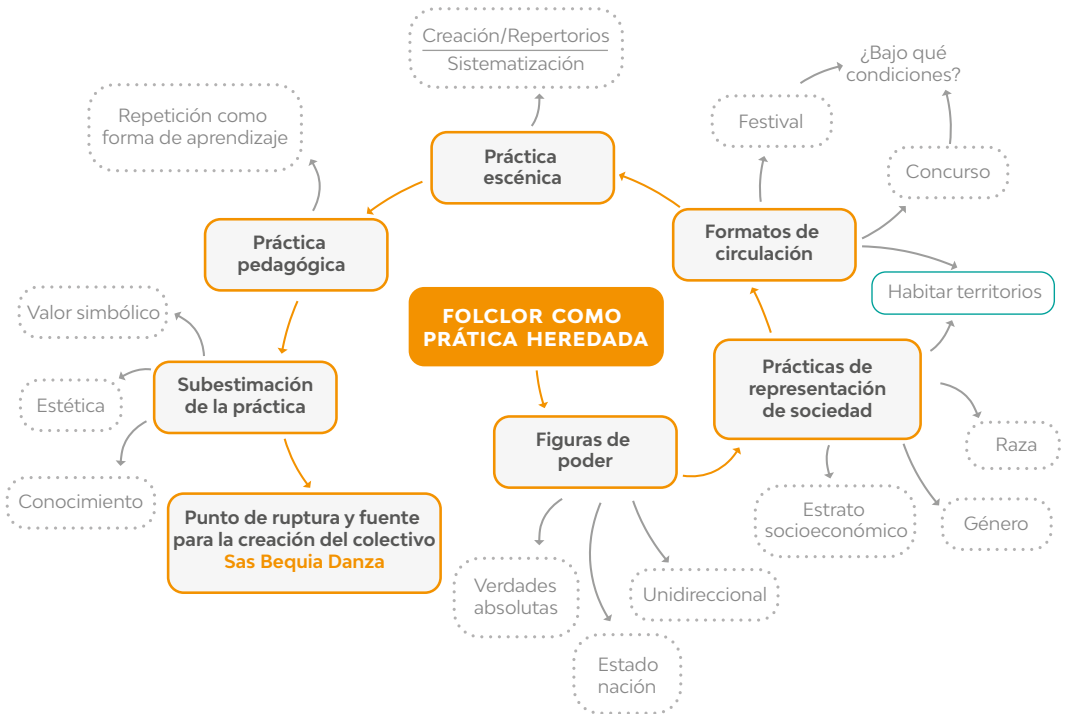 Creación/Repertorios
Sistematización
¿Bajo qué
condiciones?
Repetición como
forma de aprendizaje
Festival
Práctica
escénica
Concurso
Práctica
pedagógica
Formatos de
circulación
Habitar territorios
Valor simbólico
FOLCLOR COMO
PRÁTICA HEREDADA
Subestimación
de la práctica
Prácticas de
representación
de sociedad
Estética
Figuras de
poder
Raza
Conocimiento
Punto de ruptura y fuente
para la creación del colectivo
Sas Bequia Danza
Estrato
socioeconómico
Género
Verdades
absolutas
Unidireccional
Estado
nación